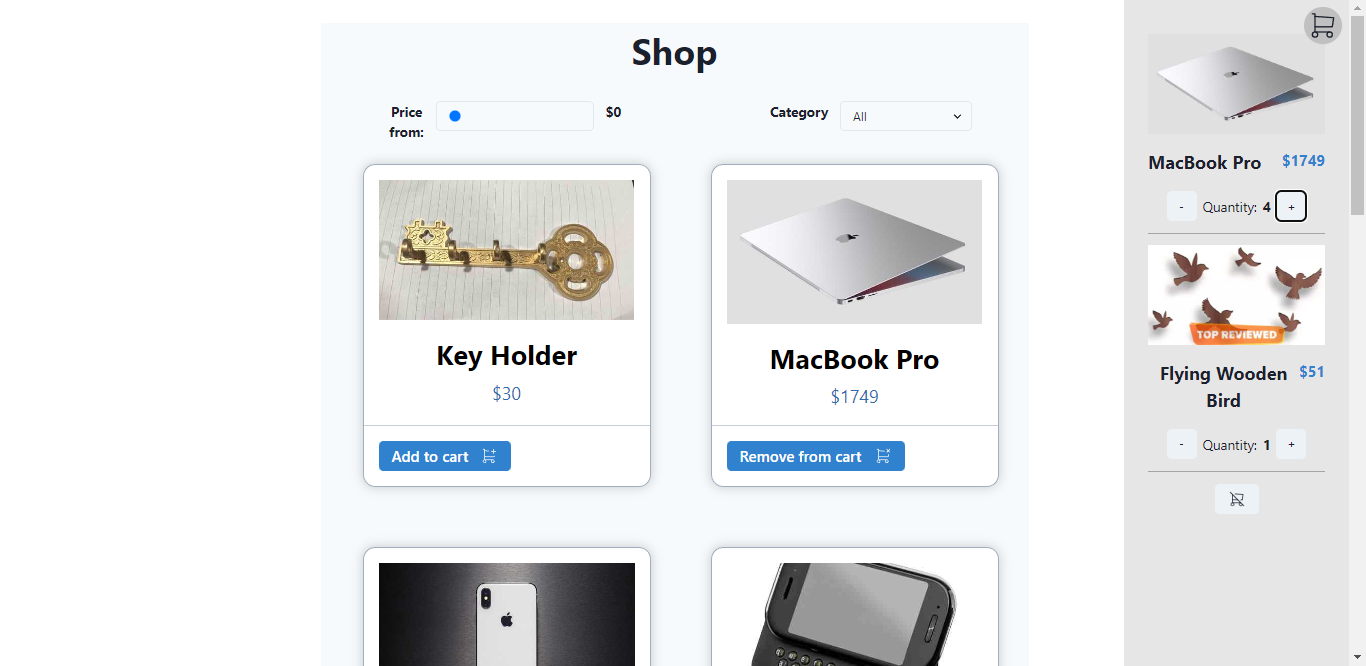 Shop
Price from:
$0
Category
All
Key Holder
$30
Add to cart
MacBook Pro
$1749
Remove from cart
MacBook Pro $1749
- Quantity: 4 +
TOP REVIEWED
Flying Wooden Bird
$51
- Quantity: 1 +